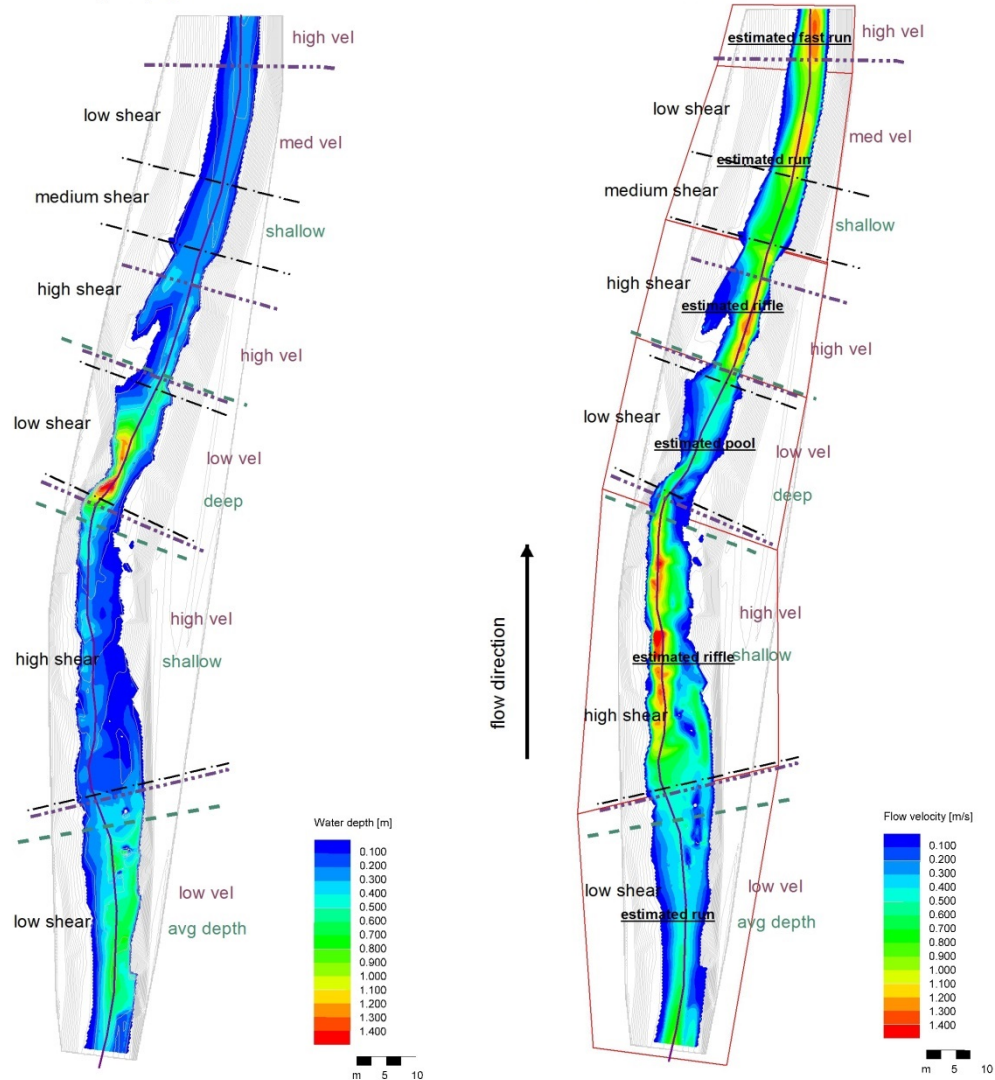 high vel
low shear
med vel
medium shear
shallow
high shear
high vel
low shear
low vel
deep
high vel
high shear
shallow
low vel
low shear
avg depth
Water depth [m]
0.100
0.200
0.300
0.400
0.500
0.600
0.700
0.800
0.900
1.000
1.100
1.200
1.300
1.400
m 5 10
flow direction
estimated fast run
high vel
low shear
med vel
estimated run
medium shear
shallow
high shear
estimated riffle
high vel
low shear
estimated pool
low vel
deep
high vel
estimated riffle
shallow
high shear
low shear
low vel
estimated run
avg depth
Flow velocity [m/s]
0.100
0.200
0.300
0.400
0.500
0.600
0.700
0.800
0.900
1.000
1.100
1.200
1.300
1.400
m 5 10